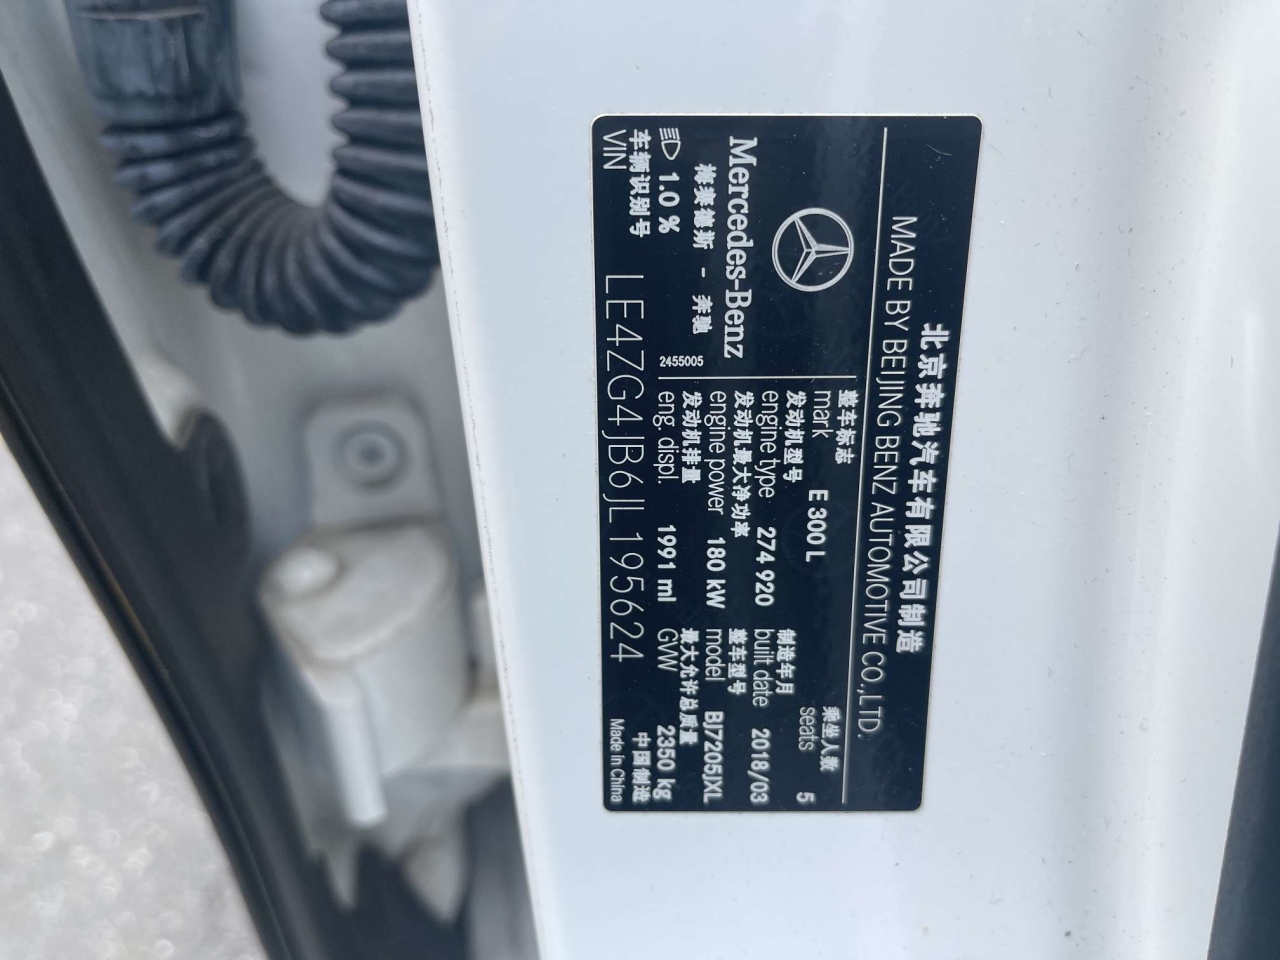 北京奔驰汽车有限公司制造
MADE BY BEIJING BENZ AUTOMOTIVE CO.,LTD.
Mercedes-Benz
梅赛德斯 - 奔驰
1.0 %
2455005
整车标志
mark E 300 L
乘坐人数
seats 5
发动机型号
engine type 274 920
制造年月
built date 2018/03
发动机最大净功率
engine power 180 kW
整车型号
model BJ7205JXL
发动机排量
eng. displ. 1991 ml
最大允许总质量
GVW 2350 kg
车辆识别号
VIN LE4ZG4JB6JL195624
中国制造
Made In China